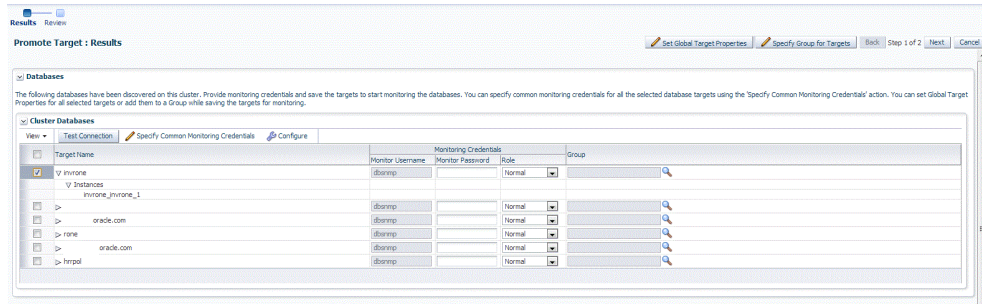 Results Review
Promote Target : Results
Set Global Target Properties Specify Group for Targets Back Step 1 of 2 Next Cancel
Databases
The following databases have been discovered on this cluster. Provide monitoring credentials and save the targets to start monitoring the databases. You can specify common monitoring credentials for all the selected database targets using the 'Specify Common Monitoring Credentials' action. You can set Global Target
Properties for all selected targets or add them to a Group while saving the targets for monitoring.
Cluster Databases
View Test Connection Specify Common Monitoring Credentials Configure
Target Name Monitoring Credentials Group
Monitor Username Monitor Password Role
invrone dbsnmp Normal
Instances
invrone_invrone_1
dbsnmp Normal
oracle.com dbsnmp Normal
rone dbsnmp Normal
oracle.com dbsnmp Normal
hrrpol dbsnmp Normal